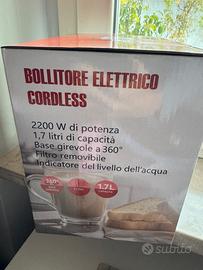 BOLLITORE ELETTRICO
CORDLESS
2200 W di potenza
1,7 litri di capacità
Base girevole a 360°
Filtro removibile
Indicatore del livello dell'acqua
360°
1.7L
subito